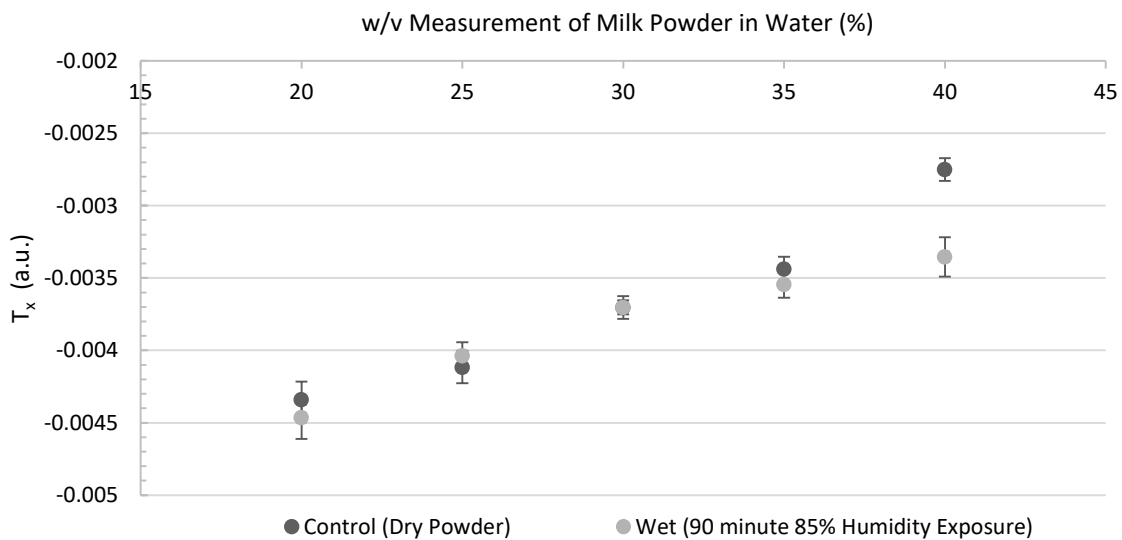 w/v Measurement of Milk Powder in Water (%)
-0.002
15 20 25 30 35 40 45
-0.0025
-0.003
-0.0035
-0.004
-0.0045
-0.005
Tₓ (a.u.)
Control (Dry Powder) Wet (90 minute 85% Humidity Exposure)